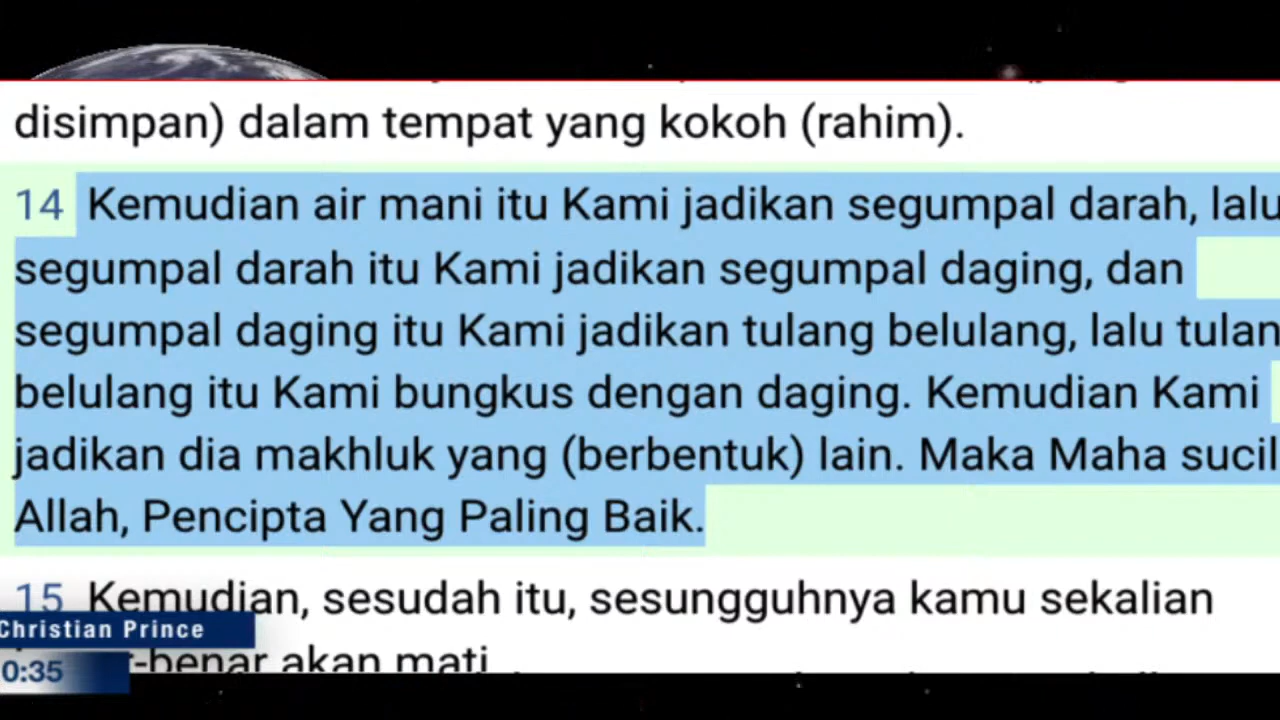 disimpan) dalam tempat yang kokoh (rahim).
14 Kemudian air mani itu Kami jadikan segumpal darah, lalu
segumpal darah itu Kami jadikan segumpal daging, dan
segumpal daging itu Kami jadikan tulang belulang, lalu tulan
belulang itu Kami bungkus dengan daging. Kemudian Kami
jadikan dia makhluk yang (berbentuk) lain. Maka Maha sucil
Allah, Pencipta Yang Paling Baik.
15 Kemudian, sesudah itu, sesungguhnya kamu sekalian
-benar akan mati
Christian Prince
0:35